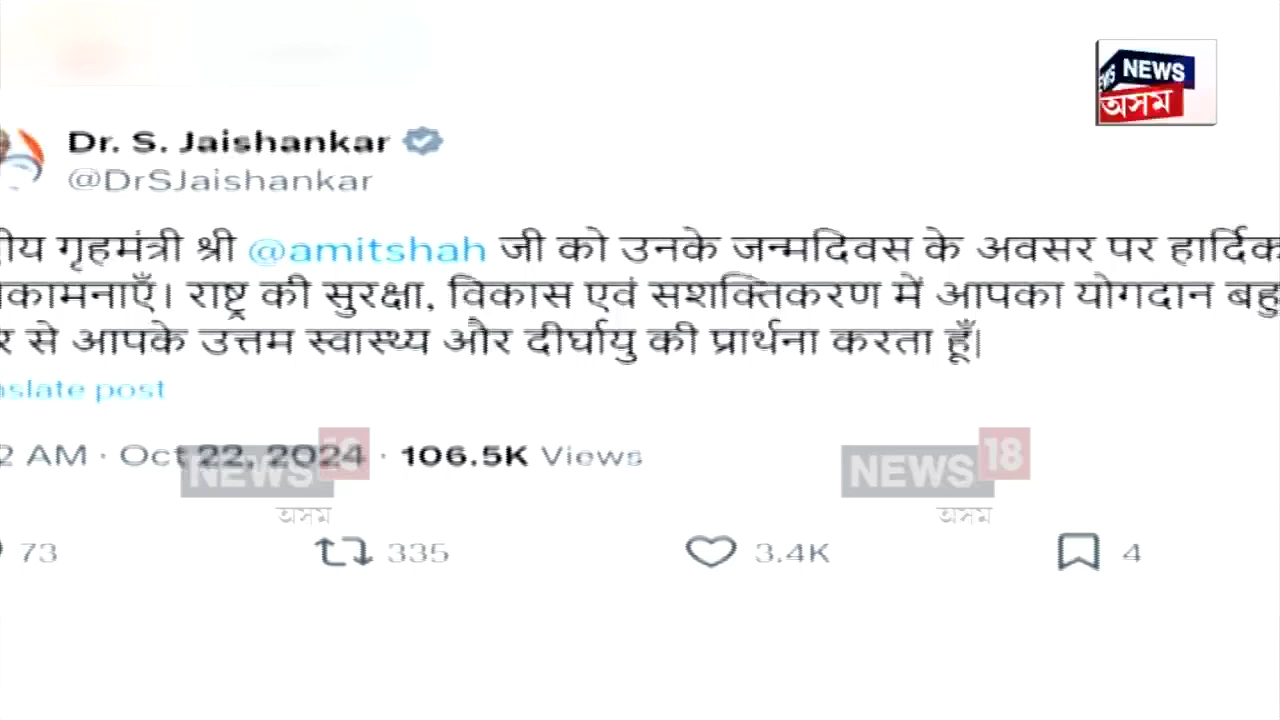 NEWS
অসম
Dr. S. Jaishankar
@DrSJaishankar
गृहमंत्री श्री @amitshah जी को उनके जन्मदिवस के अवसर पर हार्दिक
राष्ट्र की सुरक्षा, विकास एवं सशक्तिकरण में आपका योगदान
से आपके उत्तम स्वास्थ्य और दीर्घायु की प्रार्थना करता हूँ।
post
AM · Oct 22, 2024 · 106.5K Views
NEWS 18 NEWS 18
অসম অসম
73 335 3.4K 4